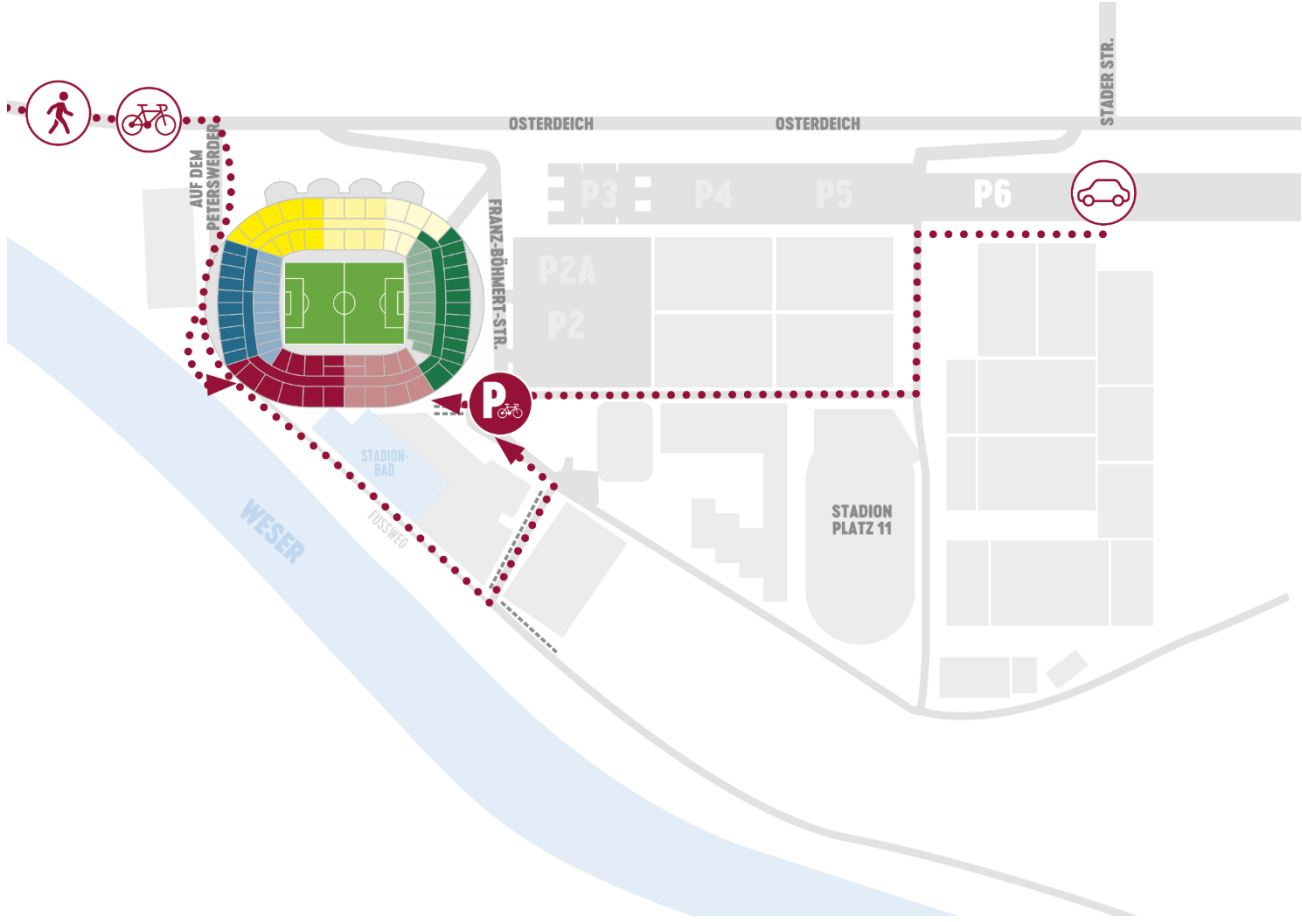 STADER STR.
OSTERDEICH
OSTERDEICH
AUF DEM
PETERSWERDER
P3
P4
P5
P6
FRANZ-BÖHMERT-STR.
P2A
P2
P
STADION-
BAD
FUSSWEG
WESER
STADION
PLATZ 11